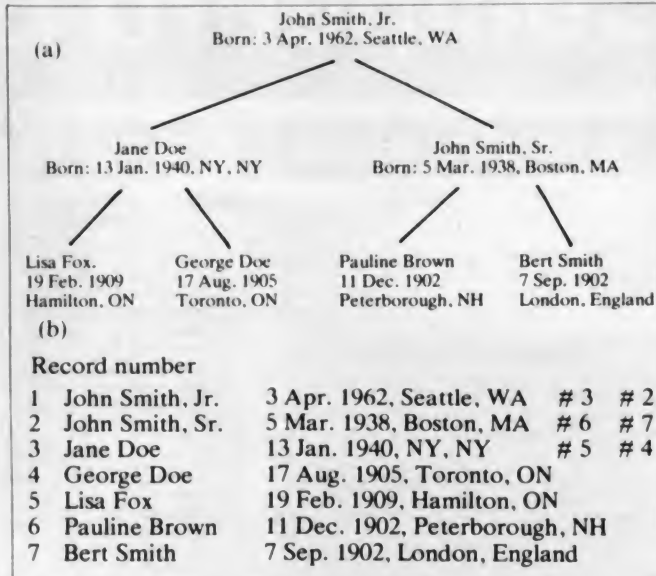 John Smith, Jr.
Born: 3 Apr. 1962, Seattle, WA
(a)
Jane Doe
Born: 13 Jan. 1940, NY, NY
John Smith, Sr.
Born: 5 Mar. 1938, Boston, MA
Lisa Fox.
19 Feb. 1909
Hamilton, ON
George Doe
17 Aug. 1905
Toronto, ON
Pauline Brown
11 Dec. 1902
Peterborough, NH
Bert Smith
7 Sep. 1902
London, England
(b)
Record number
1 John Smith, Jr. 3 Apr. 1962, Seattle, WA # 3 # 2
2 John Smith, Sr. 5 Mar. 1938, Boston, MA # 6 # 7
3 Jane Doe 13 Jan. 1940, NY, NY # 5 # 4
4 George Doe 17 Aug. 1905, Toronto, ON
5 Lisa Fox 19 Feb. 1909, Hamilton, ON
6 Pauline Brown 11 Dec. 1902, Peterborough, NH
7 Bert Smith 7 Sep. 1902, London, England